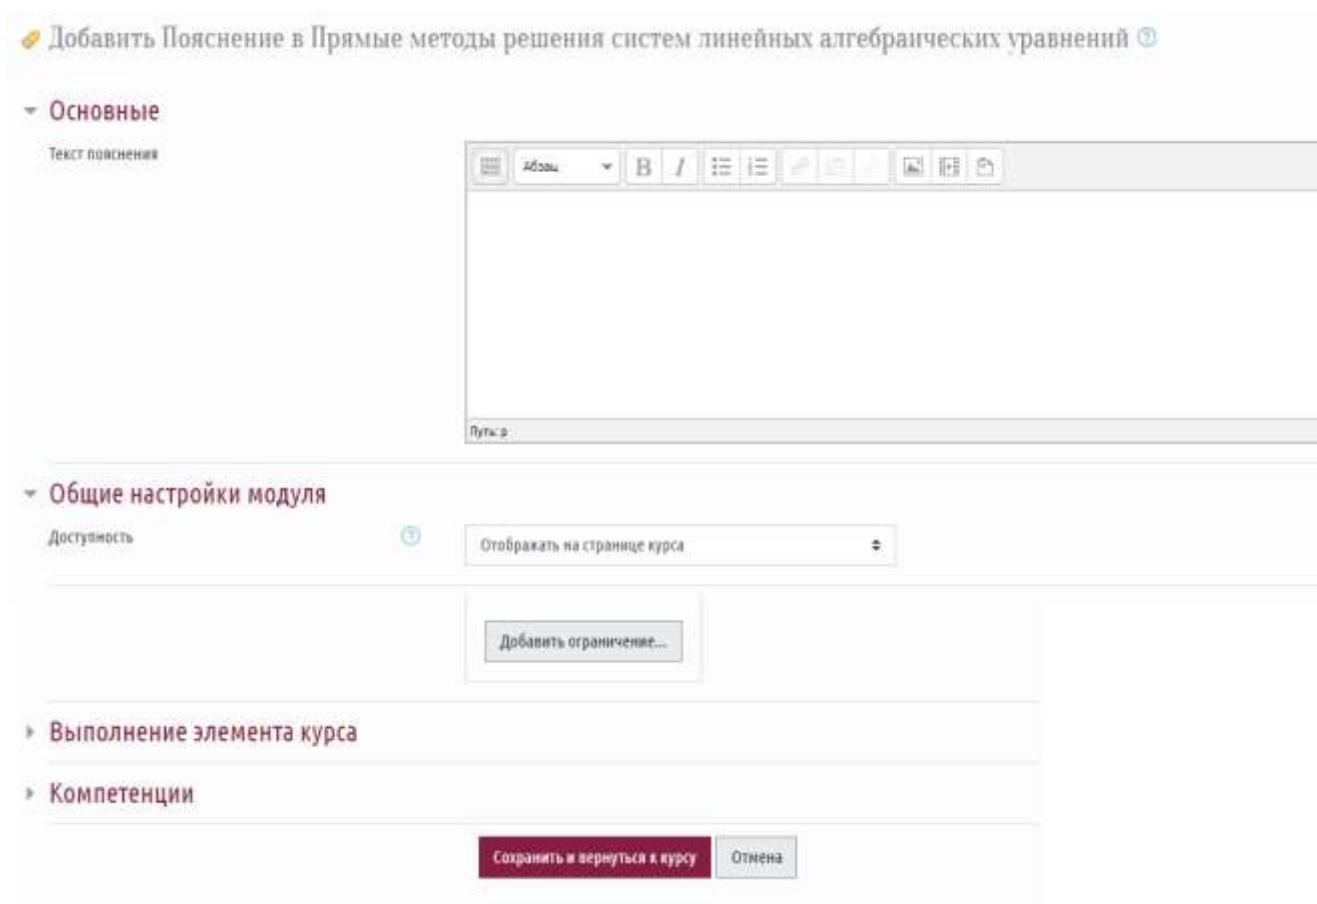 Добавить Пояснение в Прямые методы решения систем линейных алгебраических уравнений
Основные
Текст пояснения
Абзац
B I
Путь: p
Общие настройки модуля
Доступность
Отображать на странице курса
Добавить ограничение...
Выполнение элемента курса
Компетенции
Сохранить и вернуться к курсу Отмена